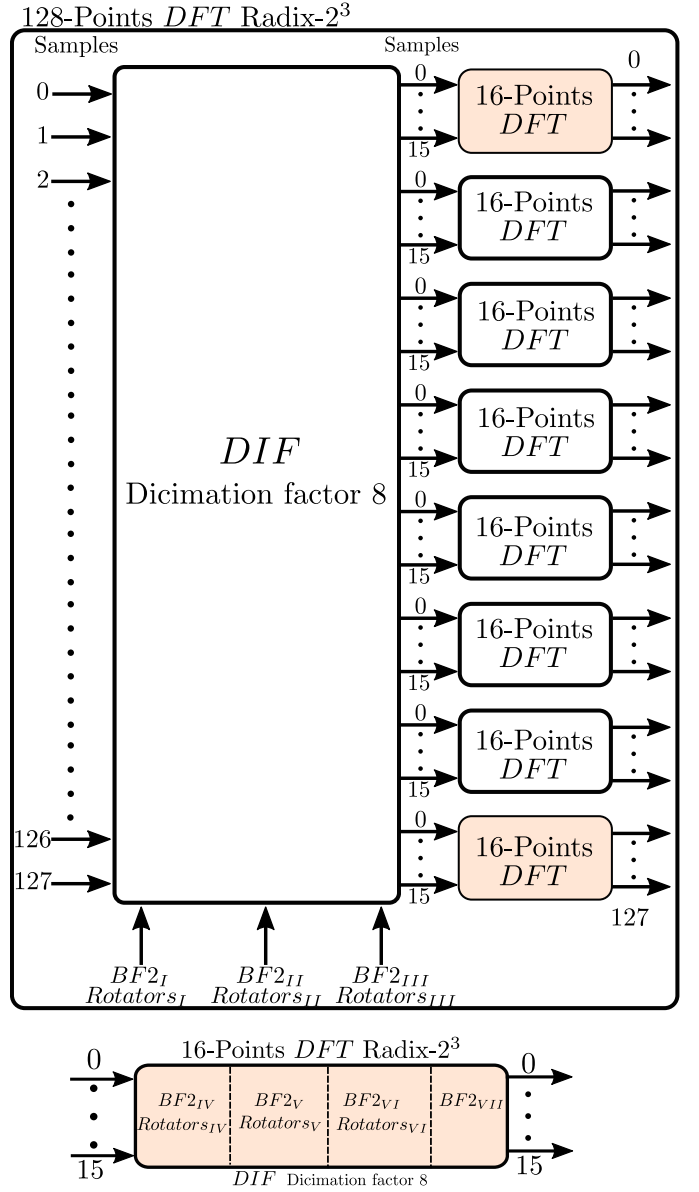 128-Points DFT Radix-2³
Samples
Samples
0
1
2
126
127
DIF
Dicimation factor 8
0
15
16-Points
DFT
0
0
15
16-Points
DFT
0
15
16-Points
DFT
0
15
16-Points
DFT
0
15
16-Points
DFT
0
15
16-Points
DFT
0
15
16-Points
DFT
0
15
16-Points
DFT
127
BF2_I
Rotators_I
BF2_II
Rotators_II
BF2_III
Rotators_III
16-Points DFT Radix-2³
0
15
BF2_IV
Rotators_IV
BF2_V
Rotators_V
BF2_VI
Rotators_VI
BF2_VII
0
15
DIF Dicimation factor 8